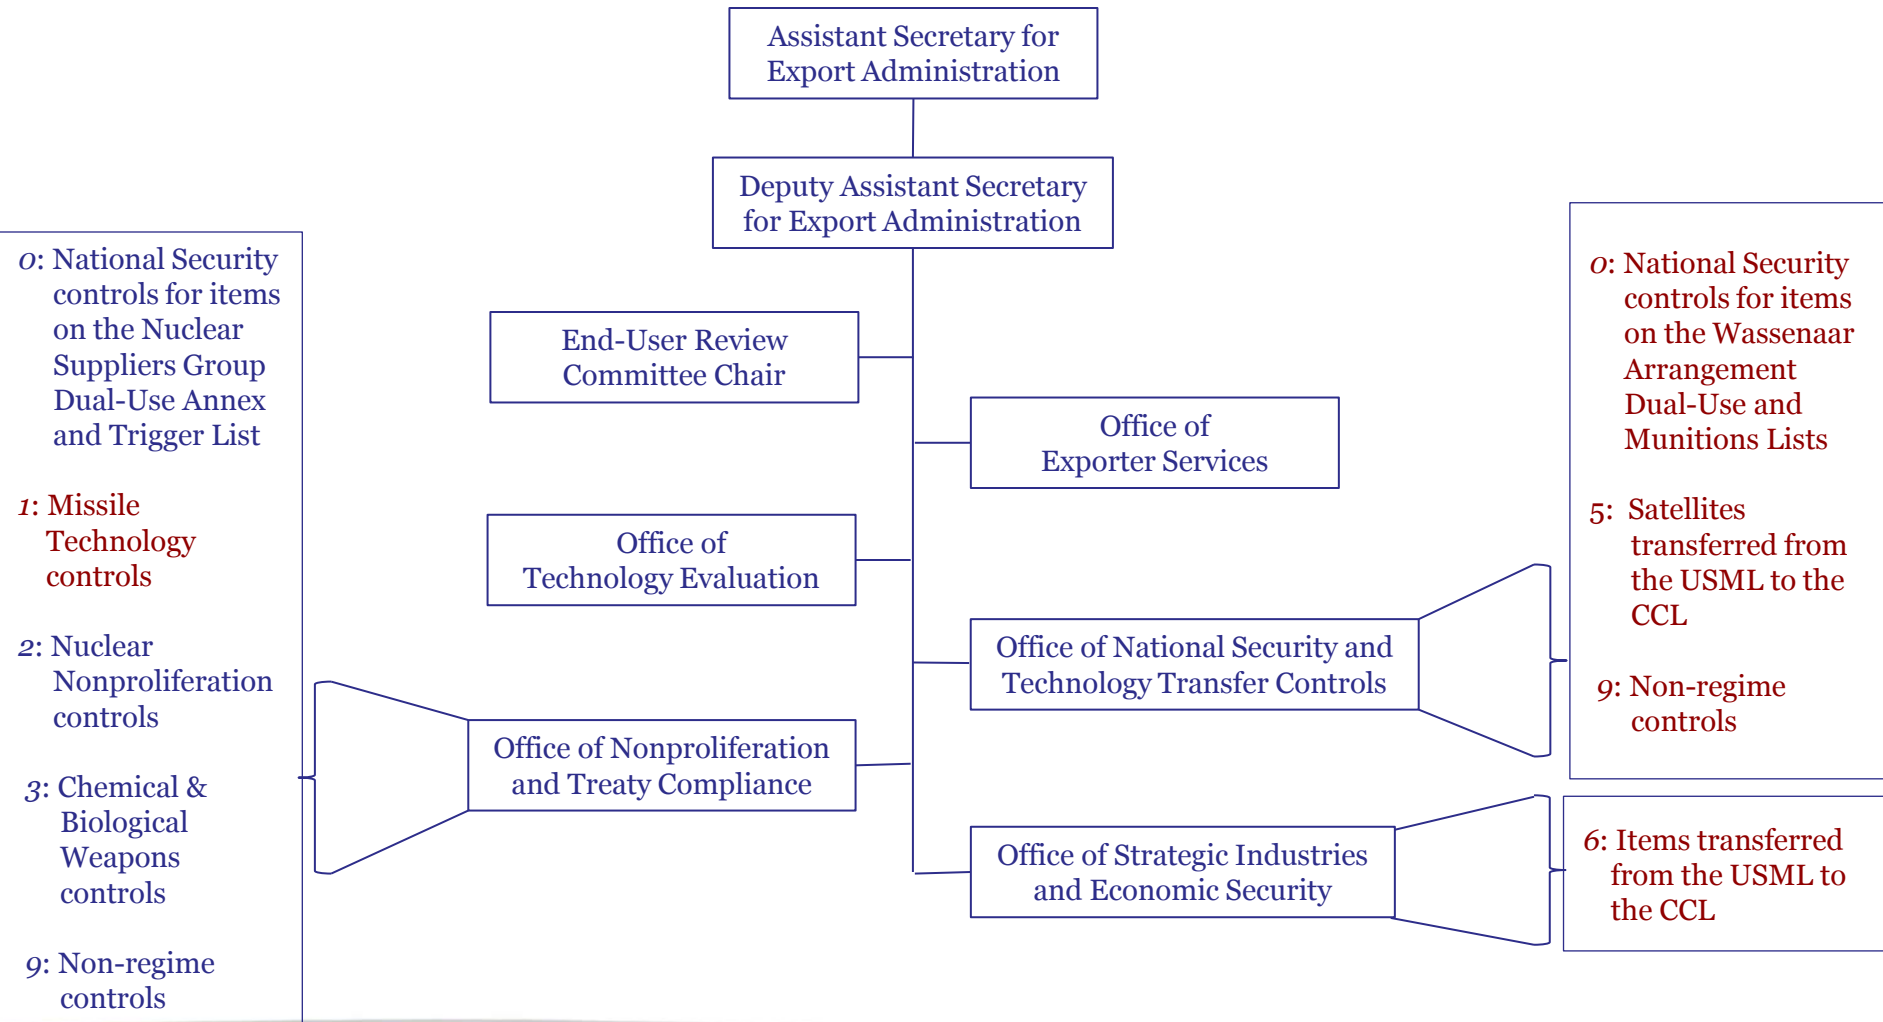 Assistant Secretary for
Export Administration
Deputy Assistant Secretary
for Export Administration
End-User Review
Committee Chair
Office of
Exporter Services
Office of
Technology Evaluation
Office of National Security and
Technology Transfer Controls
Office of Nonproliferation
and Treaty Compliance
Office of Strategic Industries
and Economic Security
0: National Security
controls for items
on the Nuclear
Suppliers Group
Dual-Use Annex
and Trigger List
1: Missile
Technology
controls
2: Nuclear
Nonproliferation
controls
3: Chemical &
Biological
Weapons
controls
9: Non-regime
controls
0: National Security
controls for items
on the Wassenaar
Arrangement
Dual-Use and
Munitions Lists
5: Satellites
transferred from
the USML to the
CCL
9: Non-regime
controls
6: Items transferred
from the USML to
the CCL